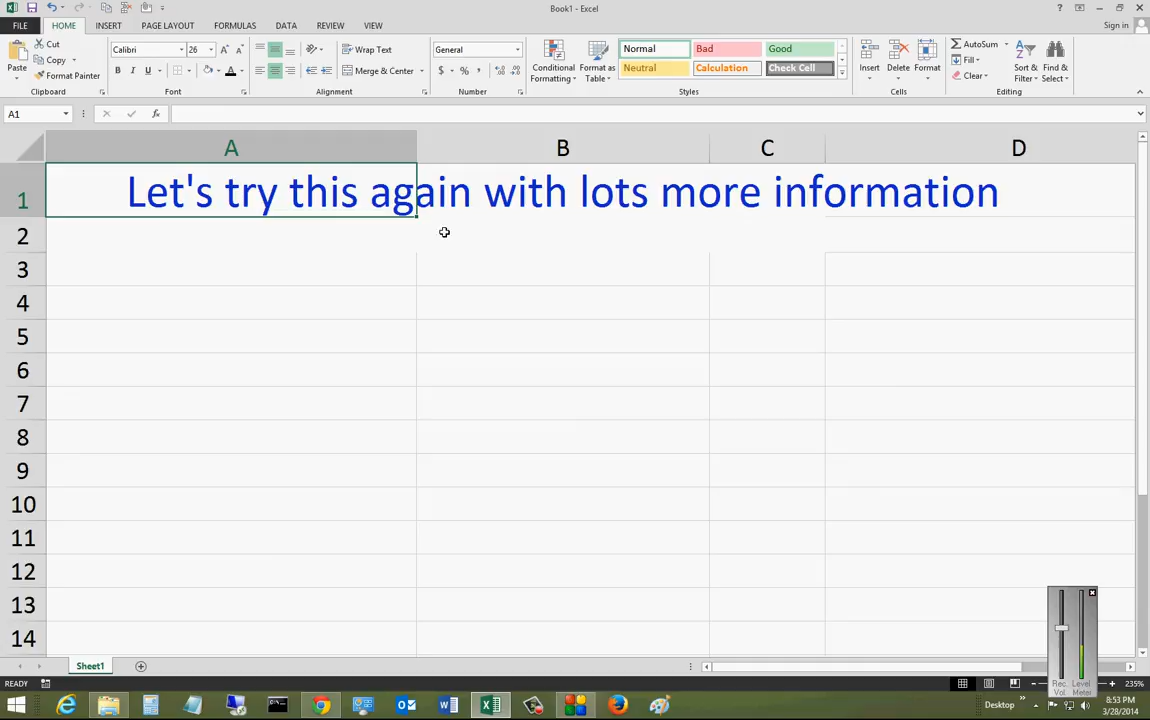 Book1 - Excel
Sign in
FILE HOME INSERT PAGE LAYOUT FORMULAS DATA REVIEW VIEW
Cut
Copy
Format Painter
Paste
Calibri 26
B I U A
Wrap Text
Merge & Center
General
$ % ,
Conditional Formatting
Format as Table
Normal Bad Good
Neutral Calculation Check Cell
Insert Delete Format
AutoSum
Fill
Clear
Sort & Filter
Find & Select
Clipboard Font Alignment Number Styles Cells Editing
A1
fx
A B C D
1 Let's try this again with lots more information
2
3
4
5
6
7
8
9
10
11
12
13
14
Rec. Vol. Level Meter
Sheet1
READY
235%
Desktop
8:53 PM
3/28/2014